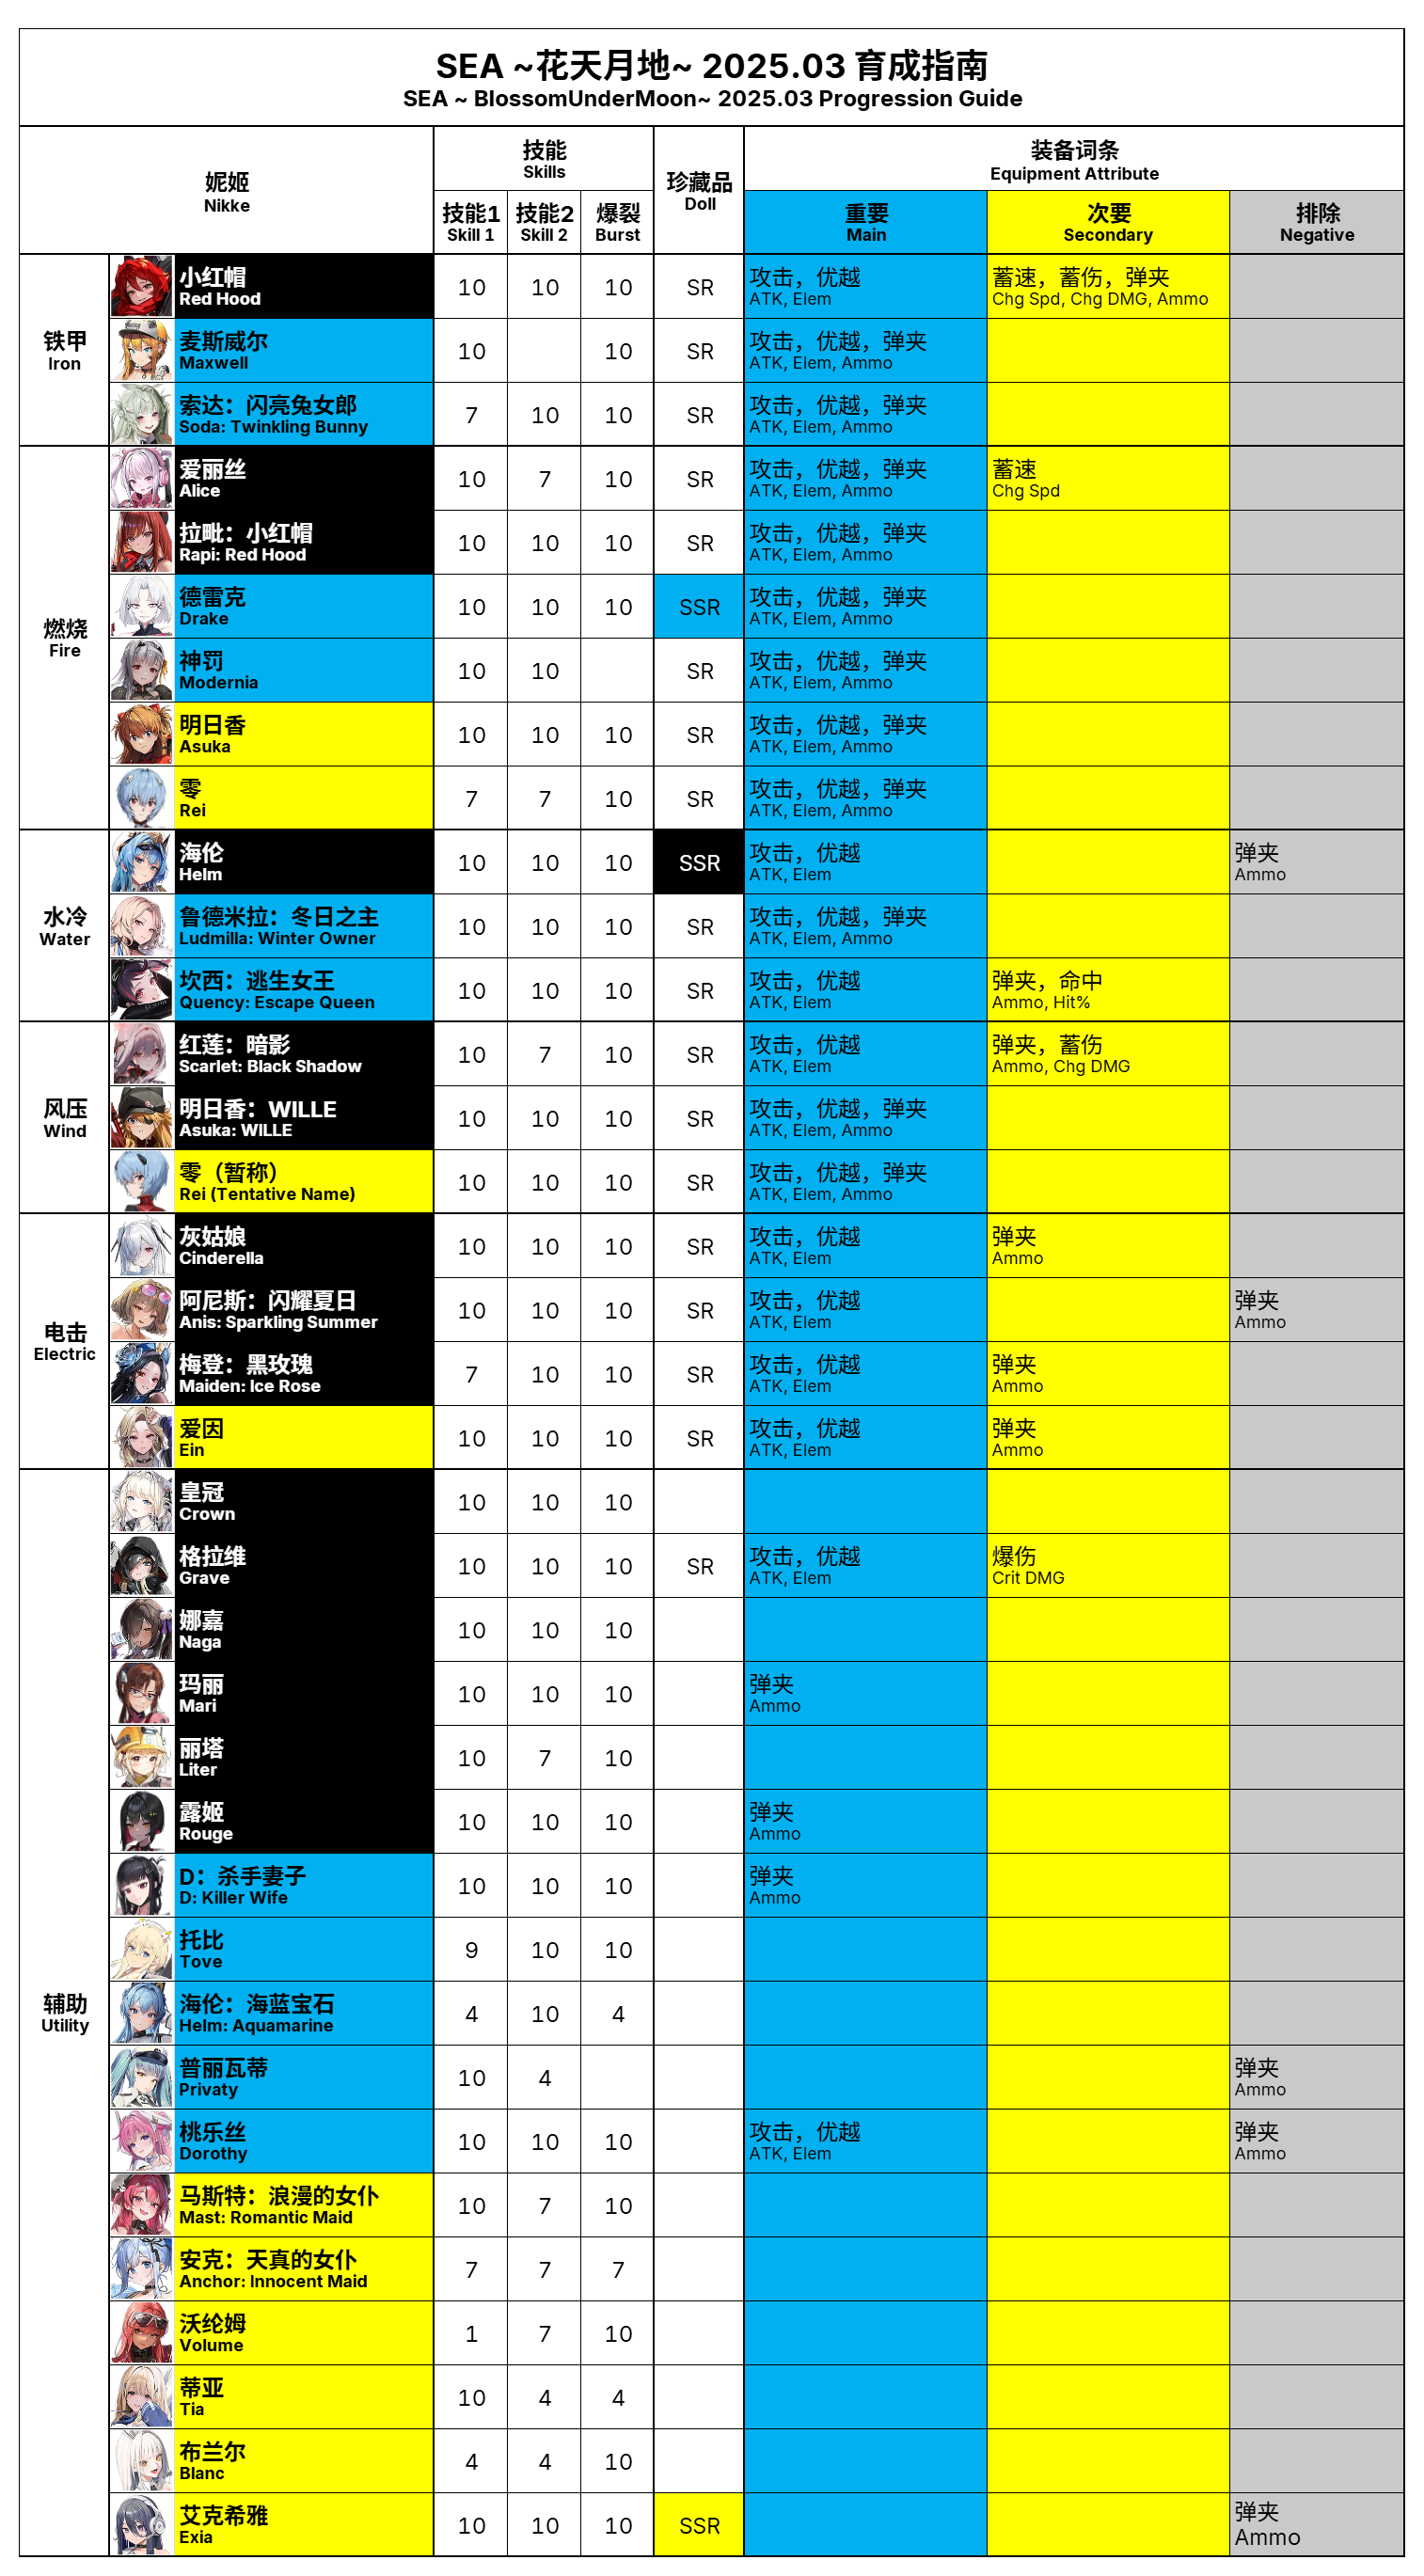 SEA ~花天月地~ 2025.03 育成指南
SEA ~ BlossomUnderMoon~ 2025.03 Progression Guide
妮姬
Nikke
技能
Skills
珍藏品
Doll
装备词条
Equipment Attribute
技能1
Skill 1
技能2
Skill 2
爆裂
Burst
重要
Main
次要
Secondary
排除
Negative
铁甲
Iron
小红帽
Red Hood
10 10 10 SR
攻击，优越
ATK, Elem
蓄速，蓄伤，弹夹
Chg Spd, Chg DMG, Ammo
麦斯威尔
Maxwell
10 10 SR
攻击，优越，弹夹
ATK, Elem, Ammo
索达：闪亮兔女郎
Soda: Twinkling Bunny
7 10 10 SR
攻击，优越，弹夹
ATK, Elem, Ammo
燃烧
Fire
爱丽丝
Alice
10 7 10 SR
攻击，优越，弹夹
ATK, Elem, Ammo
蓄速
Chg Spd
拉毗：小红帽
Rapi: Red Hood
10 10 10 SR
攻击，优越，弹夹
ATK, Elem, Ammo
德雷克
Drake
10 10 10 SSR
攻击，优越，弹夹
ATK, Elem, Ammo
神罚
Modernia
10 10 SR
攻击，优越，弹夹
ATK, Elem, Ammo
明日香
Asuka
10 10 10 SR
攻击，优越，弹夹
ATK, Elem, Ammo
零
Rei
7 7 10 SR
攻击，优越，弹夹
ATK, Elem, Ammo
水冷
Water
海伦
Helm
10 10 10 SSR
攻击，优越
ATK, Elem
弹夹
Ammo
鲁德米拉：冬日之主
Ludmilla: Winter Owner
10 10 10 SR
攻击，优越，弹夹
ATK, Elem, Ammo
坎西：逃生女王
Quency: Escape Queen
10 10 10 SR
攻击，优越
ATK, Elem
弹夹，命中
Ammo, Hit%
风压
Wind
红莲：暗影
Scarlet: Black Shadow
10 7 10 SR
攻击，优越
ATK, Elem
弹夹，蓄伤
Ammo, Chg DMG
明日香：WILLE
Asuka: WILLE
10 10 10 SR
攻击，优越，弹夹
ATK, Elem, Ammo
零（暂称）
Rei (Tentative Name)
10 10 10 SR
攻击，优越，弹夹
ATK, Elem, Ammo
电击
Electric
灰姑娘
Cinderella
10 10 10 SR
攻击，优越
ATK, Elem
弹夹
Ammo
阿尼斯：闪耀夏日
Anis: Sparkling Summer
10 10 10 SR
攻击，优越
ATK, Elem
弹夹
Ammo
梅登：黑玫瑰
Maiden: Ice Rose
7 10 10 SR
攻击，优越
ATK, Elem
弹夹
Ammo
爱因
Ein
10 10 10 SR
攻击，优越
ATK, Elem
弹夹
Ammo
辅助
Utility
皇冠
Crown
10 10 10
格拉维
Grave
10 10 10 SR
攻击，优越
ATK, Elem
爆伤
Crit DMG
娜嘉
Naga
10 10 10
玛丽
Mari
10 10 10
弹夹
Ammo
丽塔
Liter
10 7 10
露姬
Rouge
10 10 10
弹夹
Ammo
D：杀手妻子
D: Killer Wife
10 10 10
弹夹
Ammo
托比
Tove
9 10 10
海伦：海蓝宝石
Helm: Aquamarine
4 10 4
普丽瓦蒂
Privaty
10 4
弹夹
Ammo
桃乐丝
Dorothy
10 10 10
攻击，优越
ATK, Elem
弹夹
Ammo
马斯特：浪漫的女仆
Mast: Romantic Maid
10 7 10
安克：天真的女仆
Anchor: Innocent Maid
7 7 7
沃纶姆
Volume
1 7 10
蒂亚
Tia
10 4 4
布兰尔
Blanc
4 4 10
艾克希雅
Exia
10 10 10 SSR
弹夹
Ammo